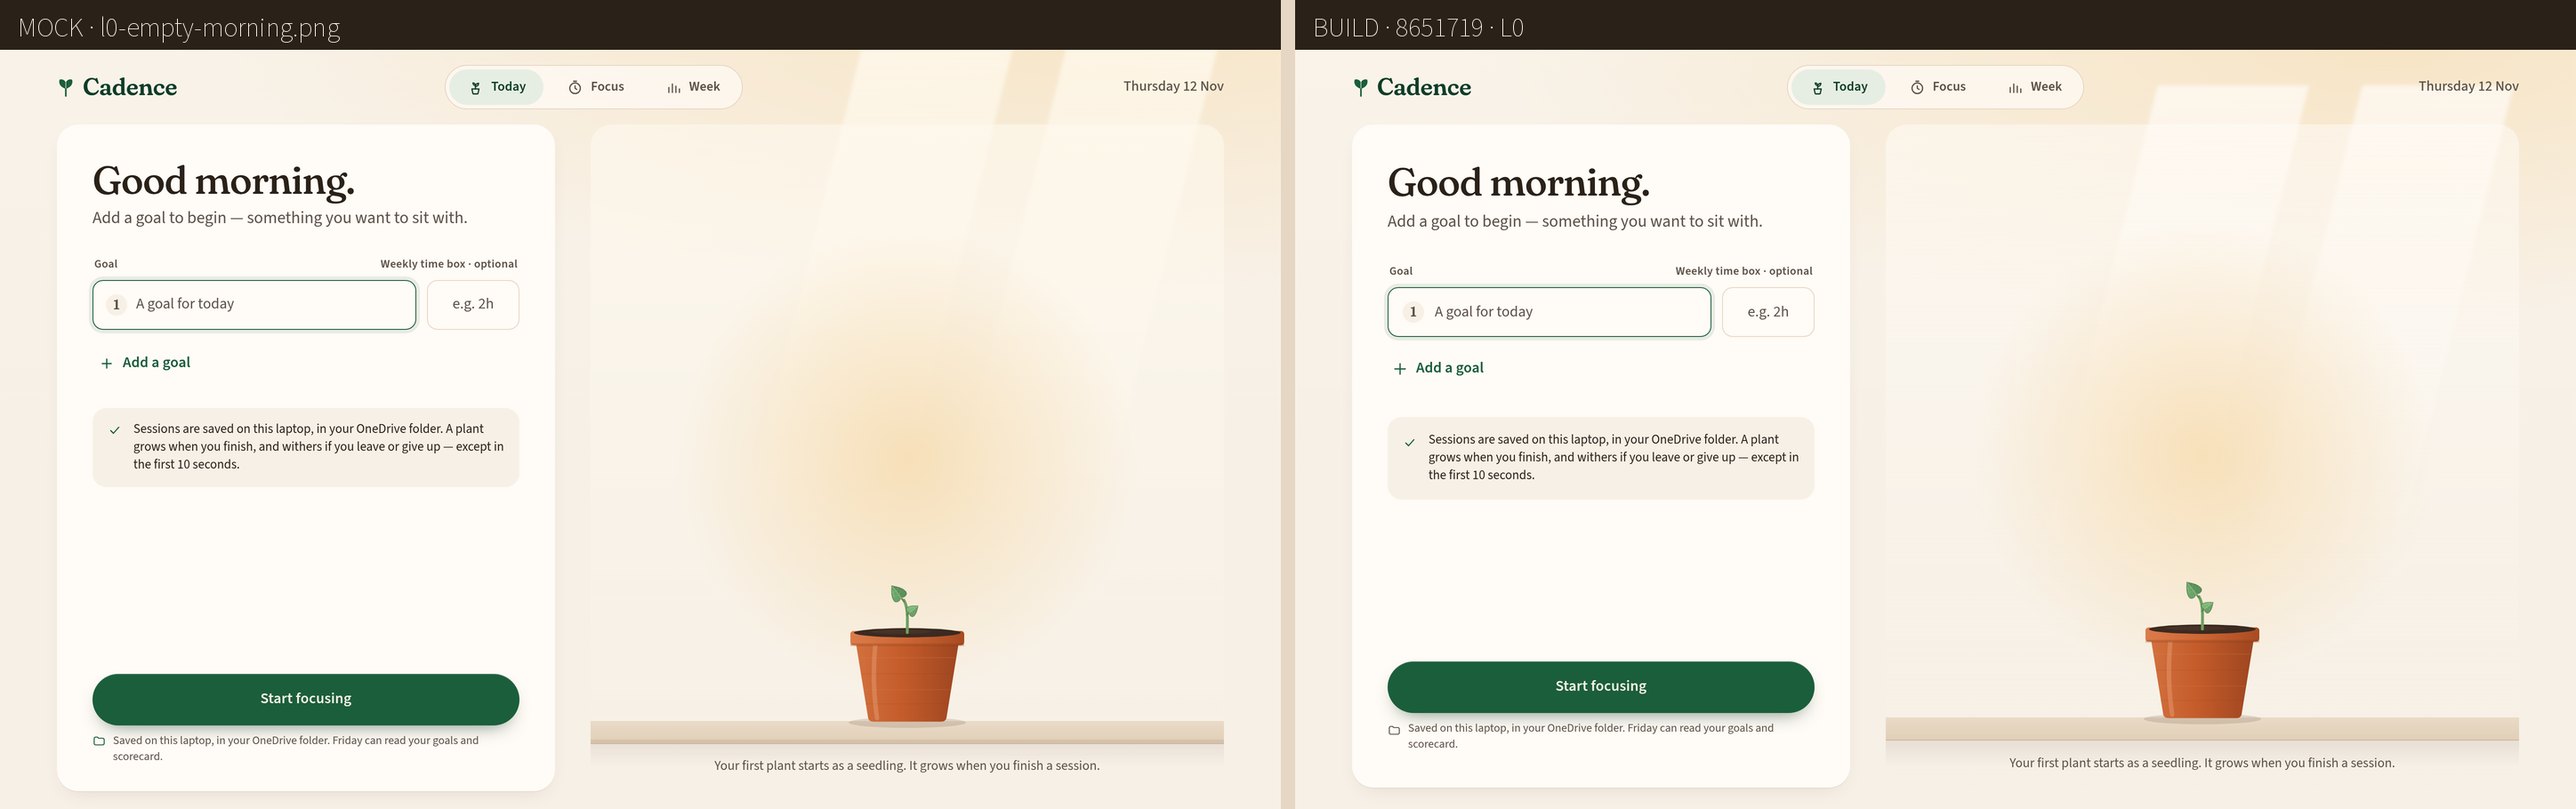 MOCK · l0-empty-morning.png
Cadence
Today
Focus
Week
Thursday 12 Nov
Good morning.
Add a goal to begin — something you want to sit with.
Goal
Weekly time box · optional
1
A goal for today
e.g. 2h
+ Add a goal
Sessions are saved on this laptop, in your OneDrive folder. A plant
grows when you finish, and withers if you leave or give up — except in
the first 10 seconds.
Start focusing
Saved on this laptop, in your OneDrive folder. Friday can read your goals and
scorecard.
Your first plant starts as a seedling. It grows when you finish a session.
BUILD · 8651719 · L0
Cadence
Today
Focus
Week
Thursday 12 Nov
Good morning.
Add a goal to begin — something you want to sit with.
Goal
Weekly time box · optional
1
A goal for today
e.g. 2h
+ Add a goal
Sessions are saved on this laptop, in your OneDrive folder. A plant
grows when you finish, and withers if you leave or give up — except in
the first 10 seconds.
Start focusing
Saved on this laptop, in your OneDrive folder. Friday can read your goals and
scorecard.
Your first plant starts as a seedling. It grows when you finish a session.